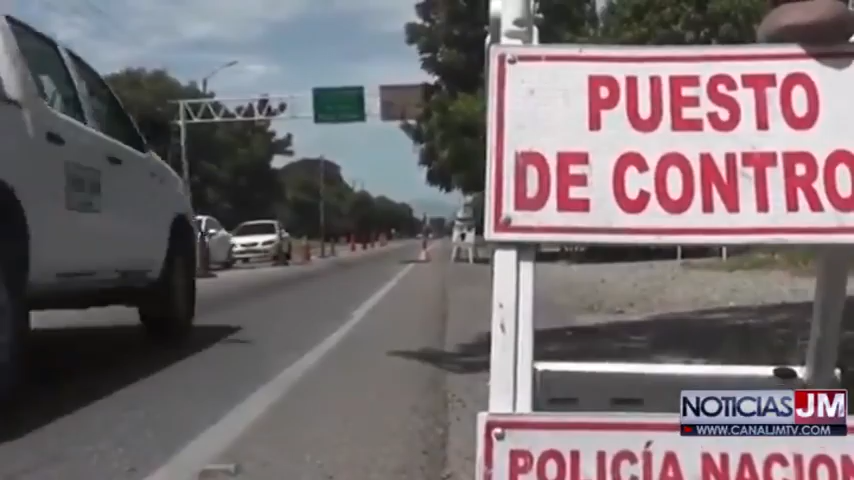 PUESTO
DE CONTRO
POLICÍA NACION
NOTICIAS JM
WWW.CANALJMTV.COM